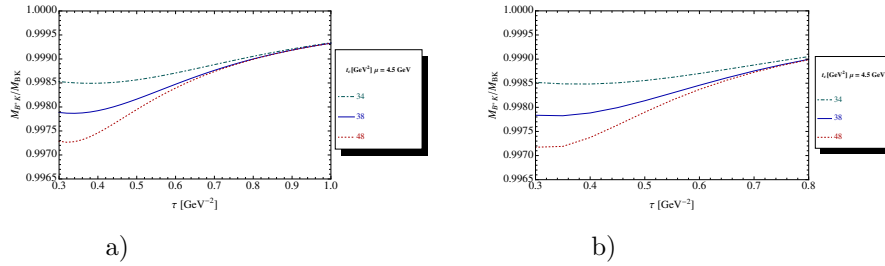 1.0000
0.9995
0.9990
0.9985
0.9980
0.9975
0.9970
0.9965
M_{B*K}/M_{BK}
0.3 0.4 0.5 0.6 0.7 0.8 0.9 1.0
τ [GeV⁻²]
t_c[GeV²] μ = 4.5 GeV
34
38
48
a)
1.0000
0.9995
0.9990
0.9985
0.9980
0.9975
0.9970
0.9965
M_{B*K}/M_{BK}
0.3 0.4 0.5 0.6 0.7 0.8
τ [GeV⁻²]
t_c[GeV²] μ = 4.5 GeV
34
38
48
b)